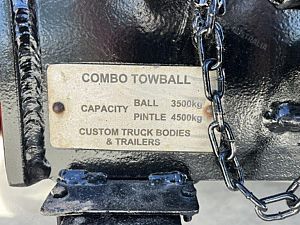 COMBO TOWBALL
CAPACITY BALL 3500kg
PINTLE 4500kg
CUSTOM TRUCK BODIES
& TRAILERS